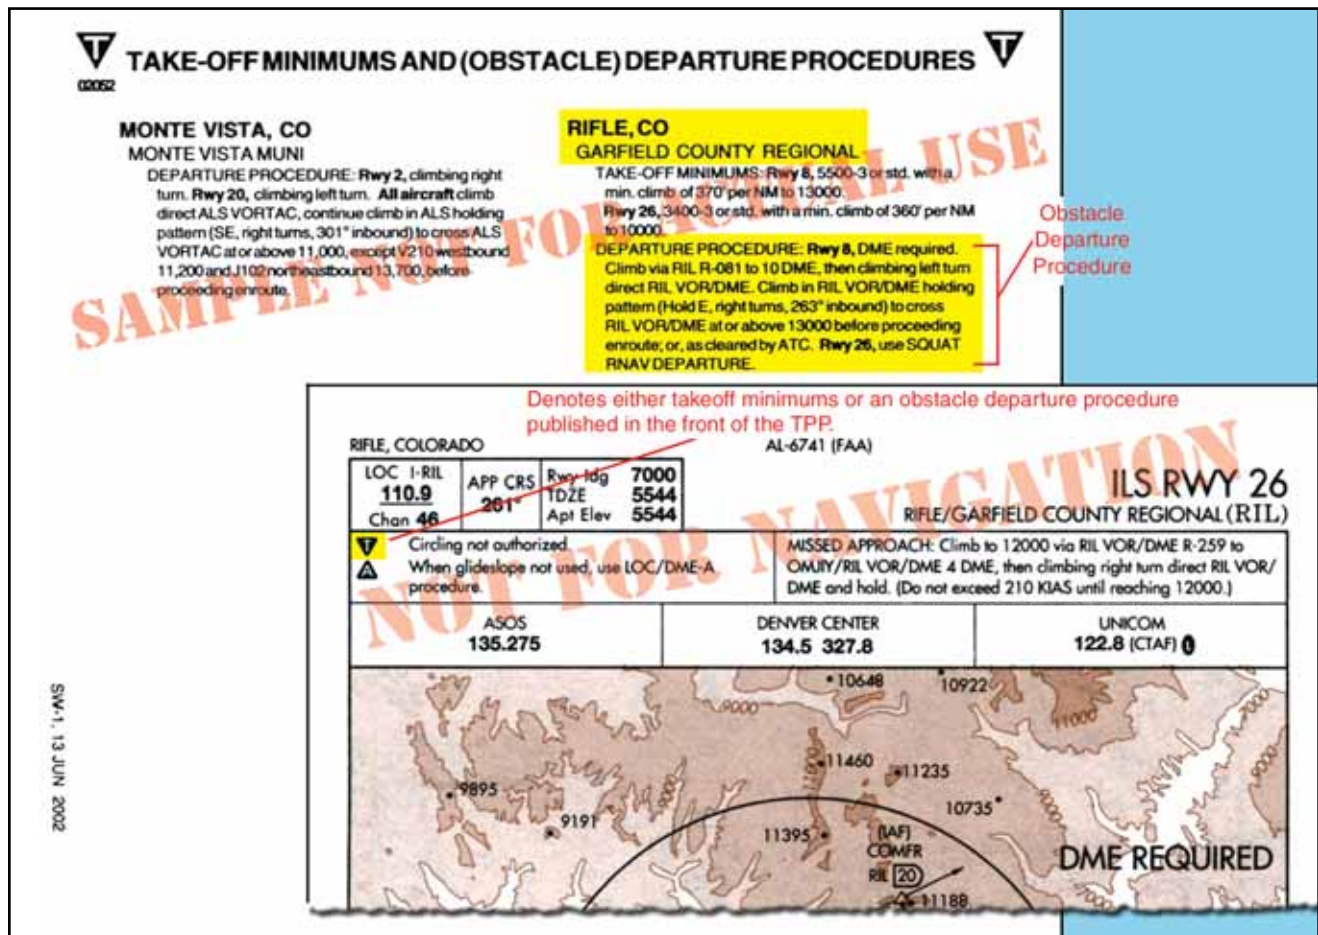 T TAKE-OFF MINIMUMS AND (OBSTACLE) DEPARTURE PROCEDURES T
02052
MONTE VISTA, CO
MONTE VISTA MUNI
DEPARTURE PROCEDURE: Rwy 2, climbing right
turn. Rwy 20, climbing left turn. All aircraft climb
direct ALS VORTAC, continue climb in ALS holding
pattern (SE, right turns, 301° inbound) to cross ALS
VORTAC at or above 11,000, except V210 westbound
11,200 and J102 northeastbound 13,700, before
proceeding enroute.
RIFLE, CO
GARFIELD COUNTY REGIONAL
TAKE-OFF MINIMUMS: Rwy 8, 5500-3 or std. with a
min. climb of 370' per NM to 13000.
Rwy 26, 3400-3 or std. with a min. climb of 360' per NM
to 10000.
DEPARTURE PROCEDURE: Rwy 8, DME required.
Climb via RIL R-081 to 10 DME, then climbing left turn
direct RIL VOR/DME. Climb in RIL VOR/DME holding
pattern (Hold E, right turns, 263° inbound) to cross
RIL VOR/DME at or above 13000 before proceeding
enroute; or, as cleared by ATC. Rwy 26, use SQUAT
RNAV DEPARTURE.
Obstacle
Departure
Procedure
SAMPLE NOT FOR ACTUAL USE
Denotes either takeoff minimums or an obstacle departure procedure
published in the front of the TPP.
RIFLE, COLORADO
AL-6741 (FAA)
LOC I-RIL
110.9
Chan 46
APP CRS
261°
Rwy ldg 7000
TDZE 5544
Apt Elev 5544
ILS RWY 26
RIFLE/GARFIELD COUNTY REGIONAL (RIL)
T Circling not authorized.
A When glideslope not used, use LOC/DME-A
procedure.
MISSED APPROACH: Climb to 12000 via RIL VOR/DME R-259 to
OMUIY/RIL VOR/DME 4 DME, then climbing right turn direct RIL VOR/
DME and hold. (Do not exceed 210 KIAS until reaching 12000.)
NOT FOR NAVIGATION
ASOS
135.275
DENVER CENTER
134.5 327.8
UNICOM
122.8 (CTAF) L
10648
10922
9000
11000
9000
11460
11000
11235
9895
9000
10735
9000
9000
9191
11395
(IAF)
COMFR
RIL 20
DME REQUIRED
11188
SW-1, 13 JUN 2002